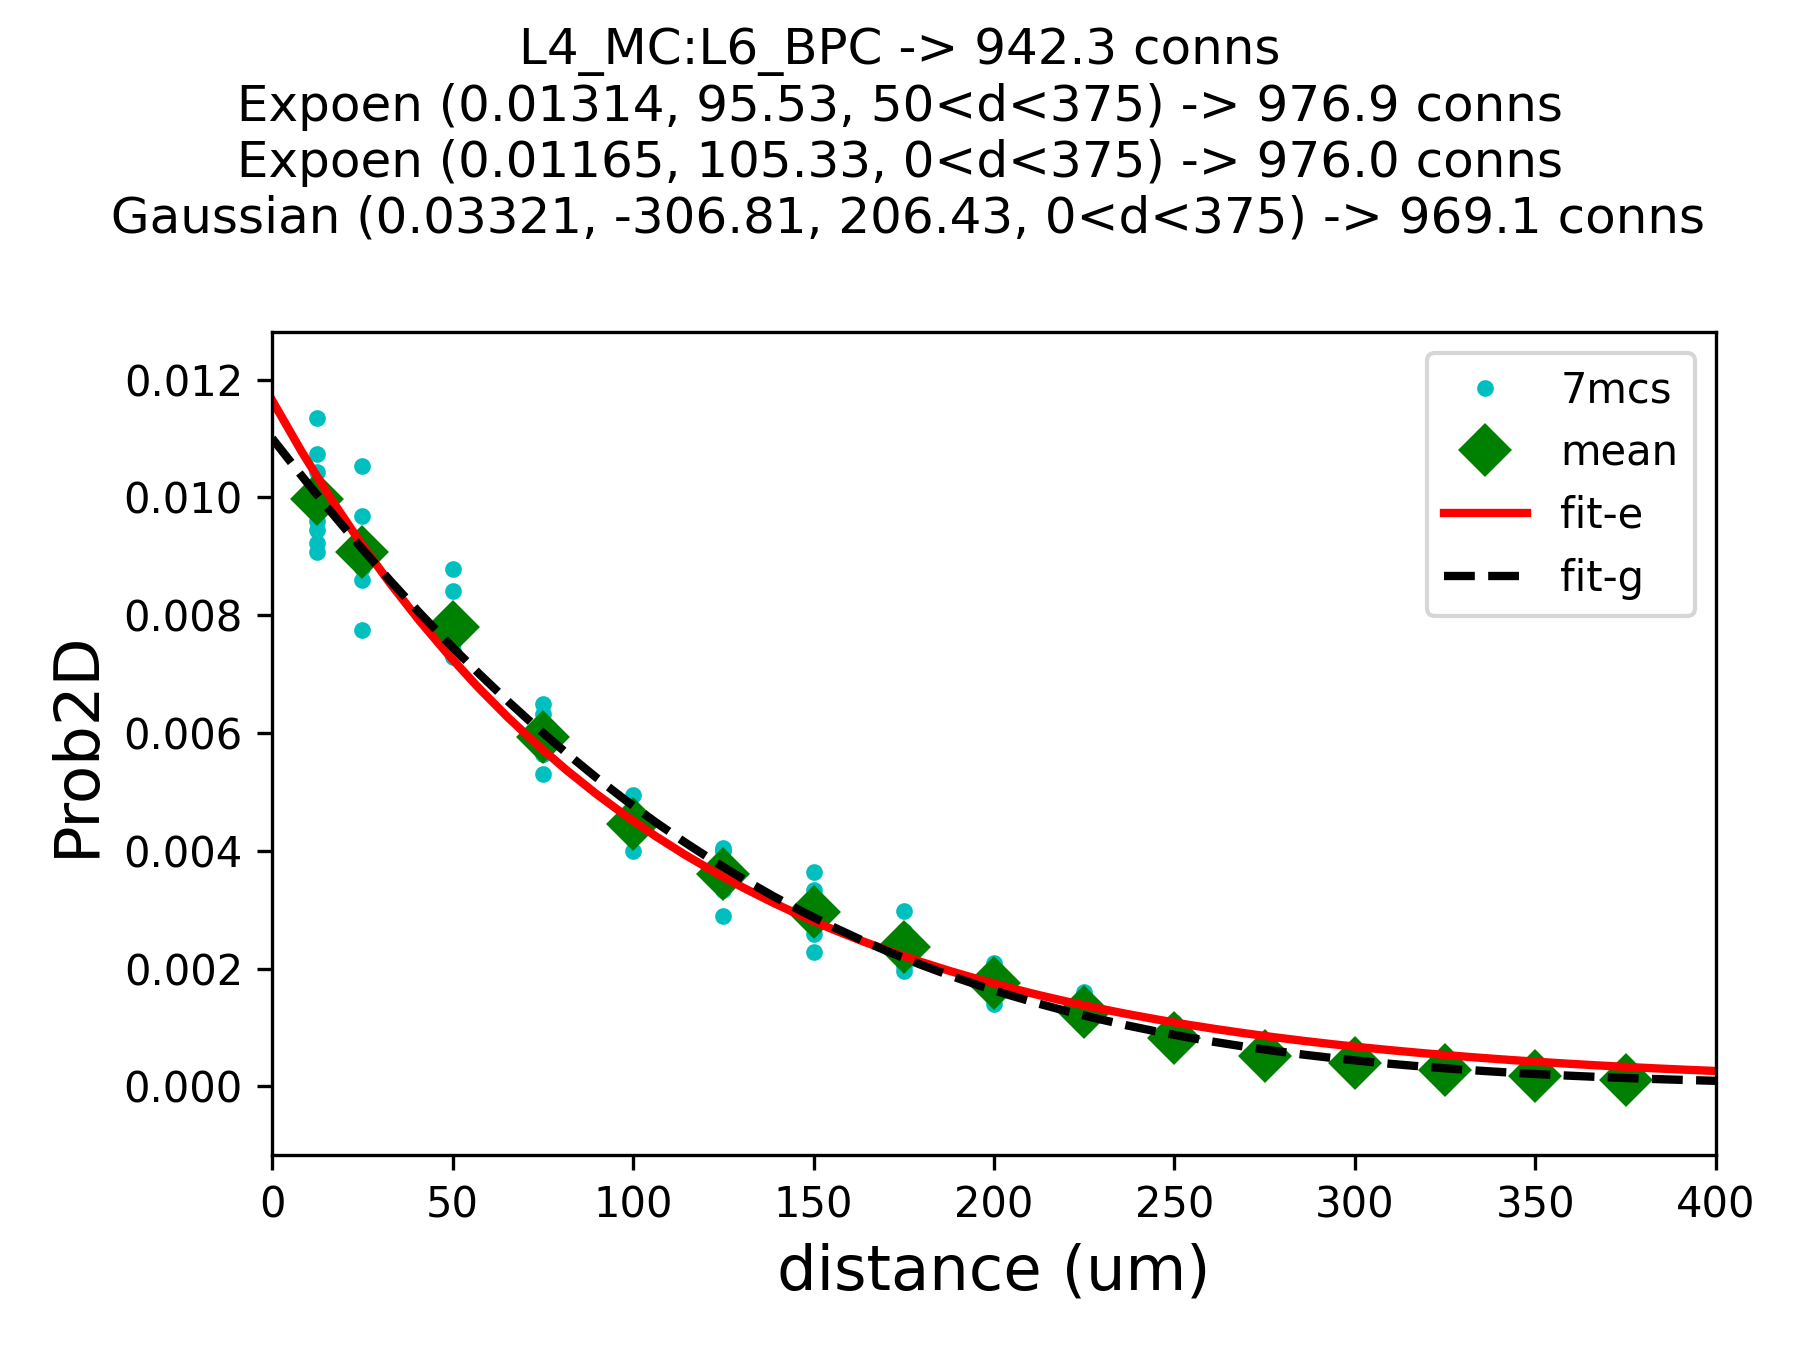 L4_MC:L6_BPC -> 942.3 conns
Expoen (0.01314, 95.53, 50<d<375) -> 976.9 conns
Expoen (0.01165, 105.33, 0<d<375) -> 976.0 conns
Gaussian (0.03321, -306.81, 206.43, 0<d<375) -> 969.1 conns
0.012
0.010
0.008
0.006
0.004
0.002
0.000
Prob2D
7mcs
mean
fit-e
fit-g
0 50 100 150 200 250 300 350 400
distance (um)